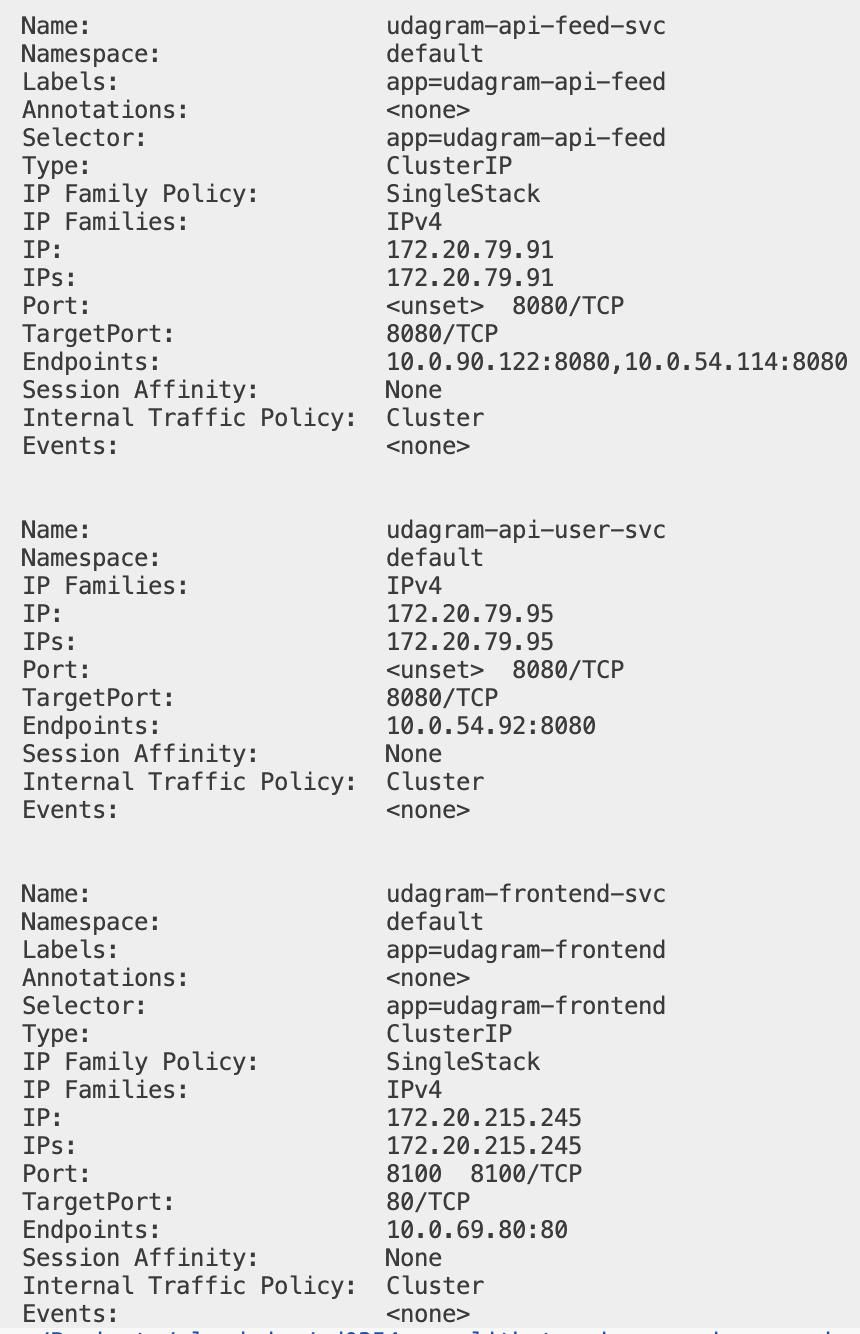 Name: udagram-api-feed-svc
Namespace: default
Labels: app=udagram-api-feed
Annotations: <none>
Selector: app=udagram-api-feed
Type: ClusterIP
IP Family Policy: SingleStack
IP Families: IPv4
IP: 172.20.79.91
IPs: 172.20.79.91
Port: <unset>  8080/TCP
TargetPort: 8080/TCP
Endpoints: 10.0.90.122:8080,10.0.54.114:8080
Session Affinity: None
Internal Traffic Policy: Cluster
Events: <none>
Name: udagram-api-user-svc
Namespace: default
IP Families: IPv4
IP: 172.20.79.95
IPs: 172.20.79.95
Port: <unset>  8080/TCP
TargetPort: 8080/TCP
Endpoints: 10.0.54.92:8080
Session Affinity: None
Internal Traffic Policy: Cluster
Events: <none>
Name: udagram-frontend-svc
Namespace: default
Labels: app=udagram-frontend
Annotations: <none>
Selector: app=udagram-frontend
Type: ClusterIP
IP Family Policy: SingleStack
IP Families: IPv4
IP: 172.20.215.245
IPs: 172.20.215.245
Port: 8100  8100/TCP
TargetPort: 80/TCP
Endpoints: 10.0.69.80:80
Session Affinity: None
Internal Traffic Policy: Cluster
Events: <none>